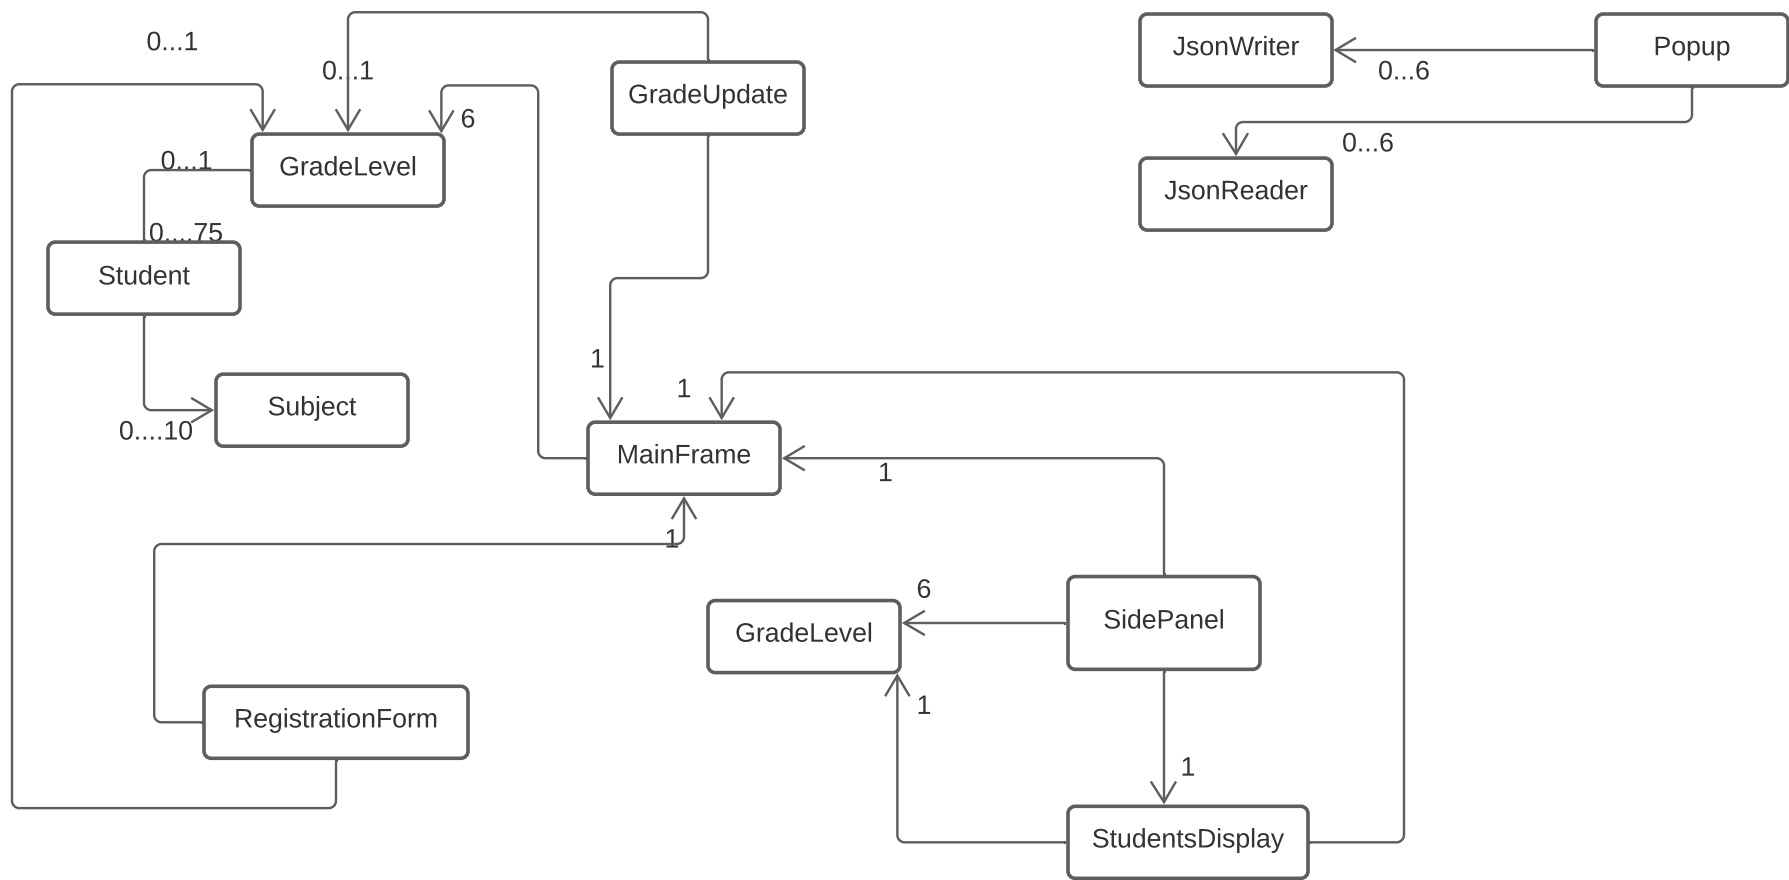 JsonWriter
Popup
0...1
0...1
0...6
GradeUpdate
6
0...6
GradeLevel
0...1
JsonReader
0....75
Student
1
1
Subject
0....10
MainFrame
1
1
6
SidePanel
GradeLevel
1
RegistrationForm
1
StudentsDisplay